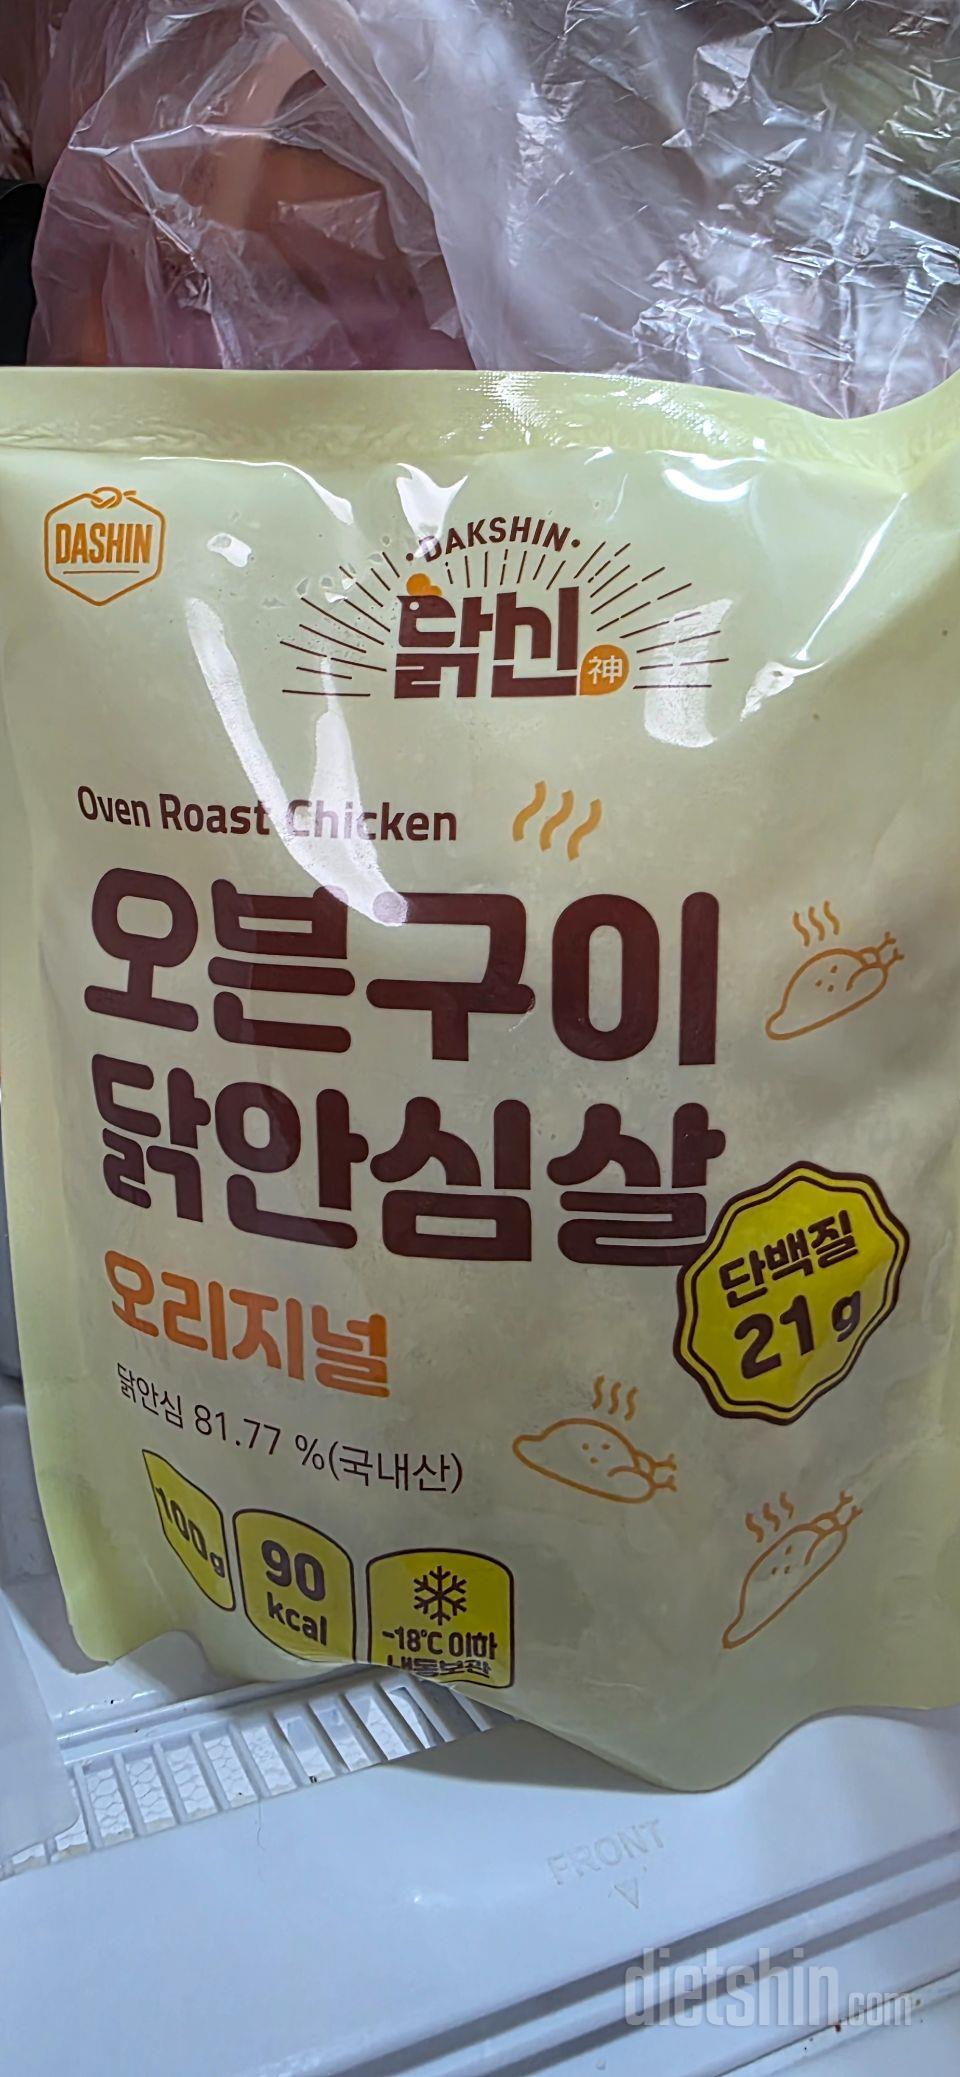 DASHIN
·DAKSHIN·
닭신
神
Oven Roast Chicken
오븐구이
닭안심살
단백질
21g
오리지널
닭안심 81.77 %(국내산)
100g
90
kcal
-18℃ 이하
냉동보관
FRONT
dietshin.com